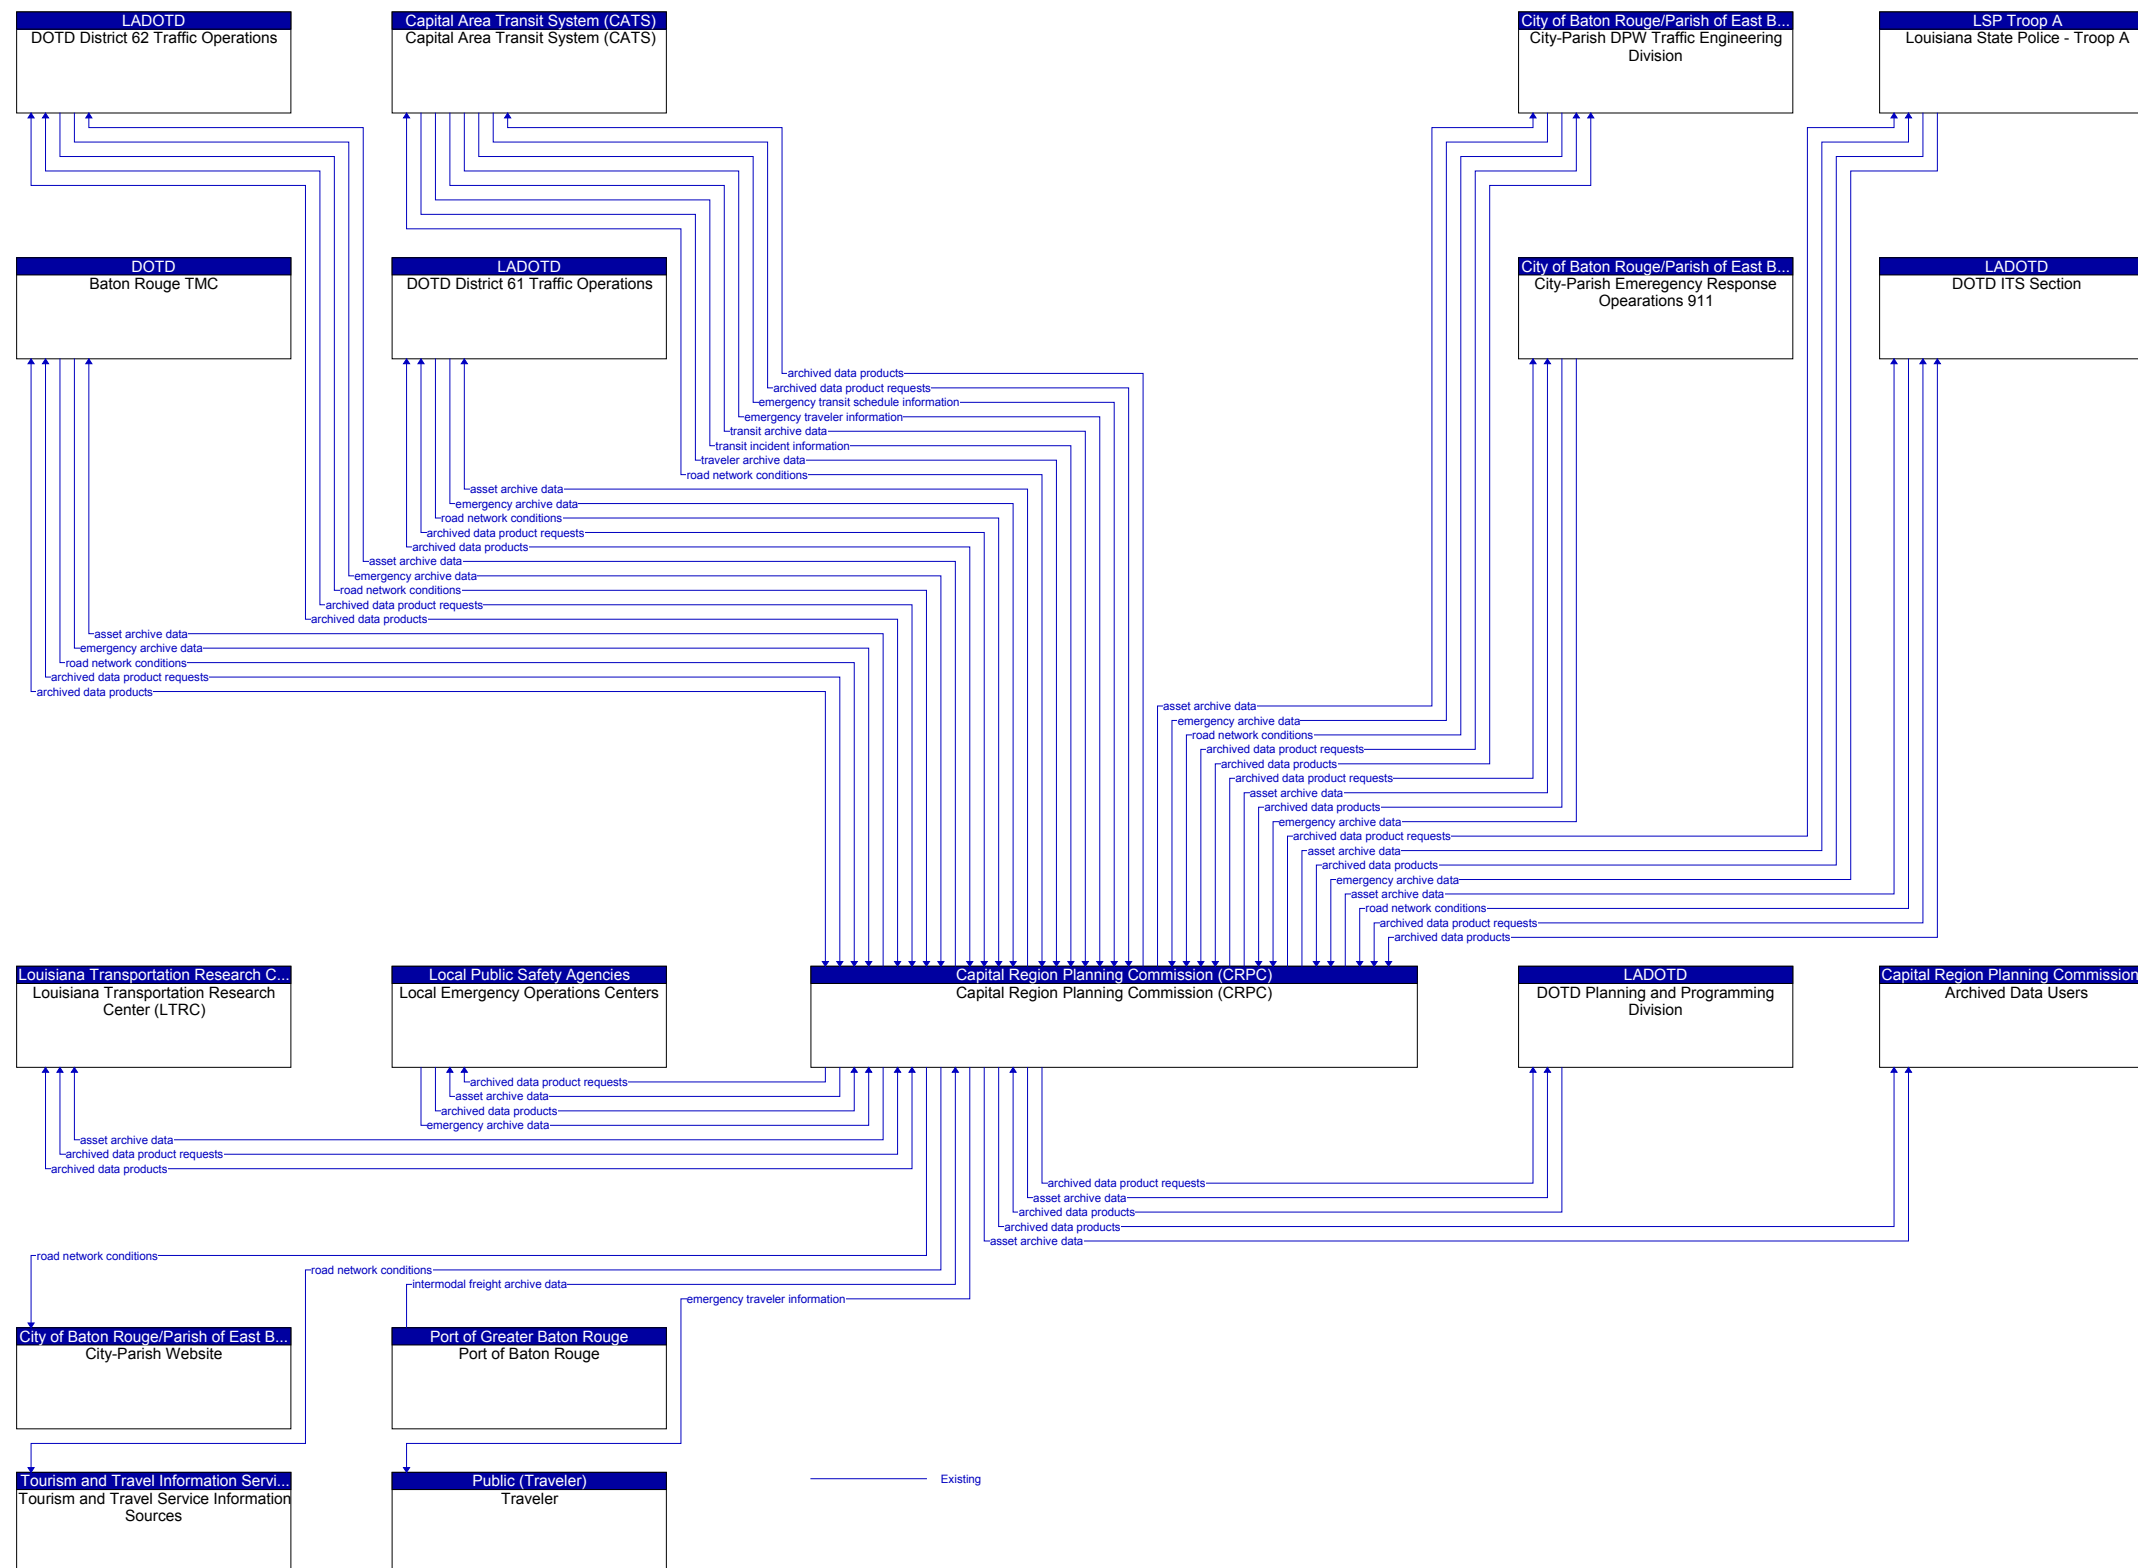 LADOTD
DOTD District 62 Traffic Operations
Capital Area Transit System (CATS)
Capital Area Transit System (CATS)
City of Baton Rouge/Parish of East B...
City-Parish DPW Traffic Engineering
Division
LSP Troop A
Louisiana State Police - Troop A
DOTD
Baton Rouge TMC
LADOTD
DOTD District 61 Traffic Operations
City of Baton Rouge/Parish of East B...
City-Parish Emeregency Response
Opearations 911
LADOTD
DOTD ITS Section
archived data products
archived data product requests
emergency transit schedule information
emergency traveler information
transit archive data
transit incident information
traveler archive data
road network conditions
asset archive data
emergency archive data
road network conditions
archived data product requests
archived data products
asset archive data
emergency archive data
road network conditions
archived data product requests
archived data products
asset archive data
emergency archive data
road network conditions
archived data product requests
archived data products
asset archive data
emergency archive data
road network conditions
archived data product requests
archived data products
archived data product requests
asset archive data
archived data products
emergency archive data
archived data product requests
asset archive data
archived data products
emergency archive data
asset archive data
road network conditions
archived data product requests
archived data products
Louisiana Transportation Research C...
Louisiana Transportation Research
Center (LTRC)
Local Public Safety Agencies
Local Emergency Operations Centers
Capital Region Planning Commission (CRPC)
Capital Region Planning Commission (CRPC)
LADOTD
DOTD Planning and Programming
Division
Capital Region Planning Commission
Archived Data Users
archived data product requests
asset archive data
archived data products
emergency archive data
asset archive data
archived data product requests
archived data products
archived data product requests
asset archive data
archived data products
archived data products
asset archive data
road network conditions
road network conditions
intermodal freight archive data
emergency traveler information
City of Baton Rouge/Parish of East B...
City-Parish Website
Port of Greater Baton Rouge
Port of Baton Rouge
Tourism and Travel Information Servi...
Tourism and Travel Service Information
Sources
Public (Traveler)
Traveler
Existing